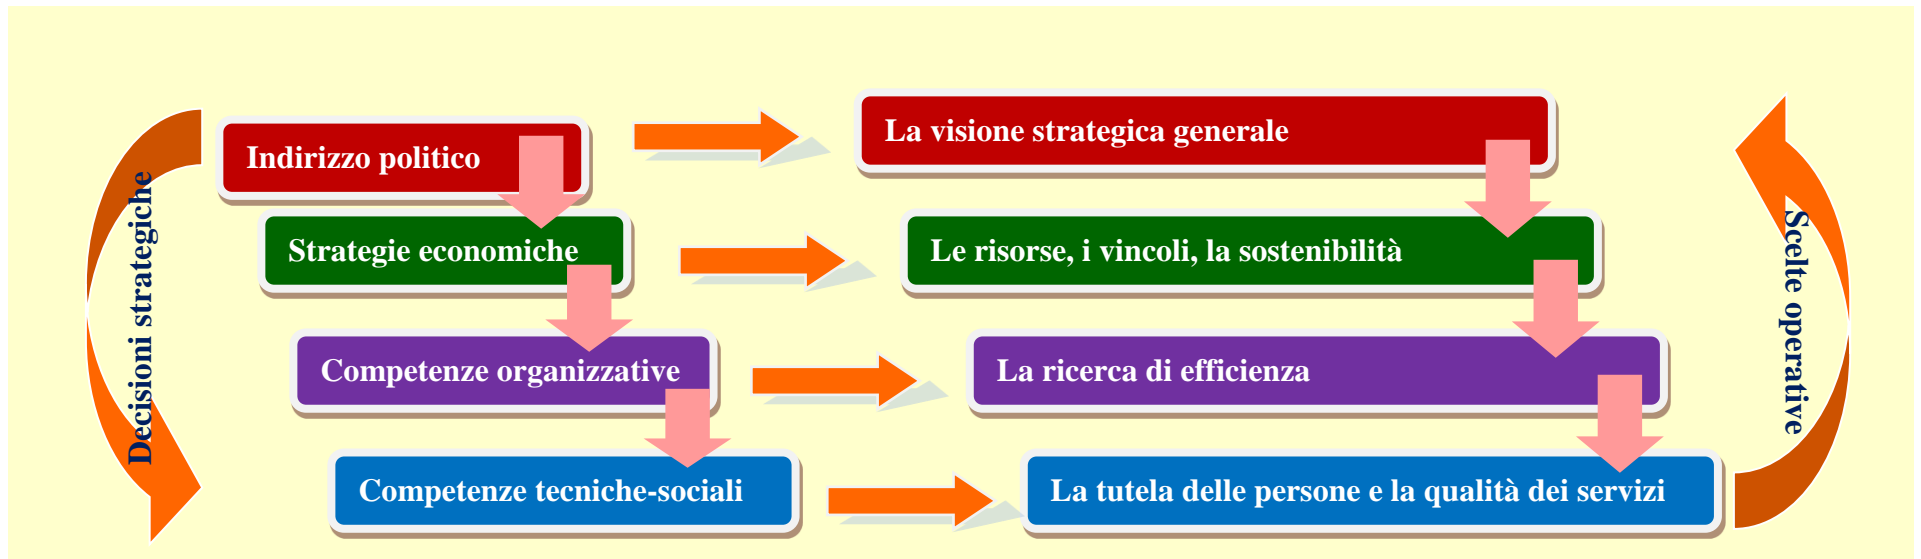 Decisioni strategiche
Indirizzo politico
La visione strategica generale
Strategie economiche
Le risorse, i vincoli, la sostenibilità
Competenze organizzative
La ricerca di efficienza
Competenze tecniche-sociali
La tutela delle persone e la qualità dei servizi
Scelte operative